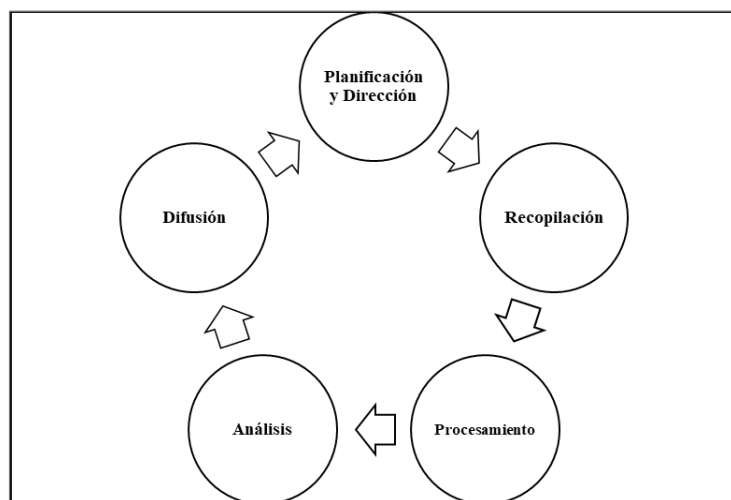 Planificación
y Dirección
Difusión
Recopilación
Análisis
Procesamiento